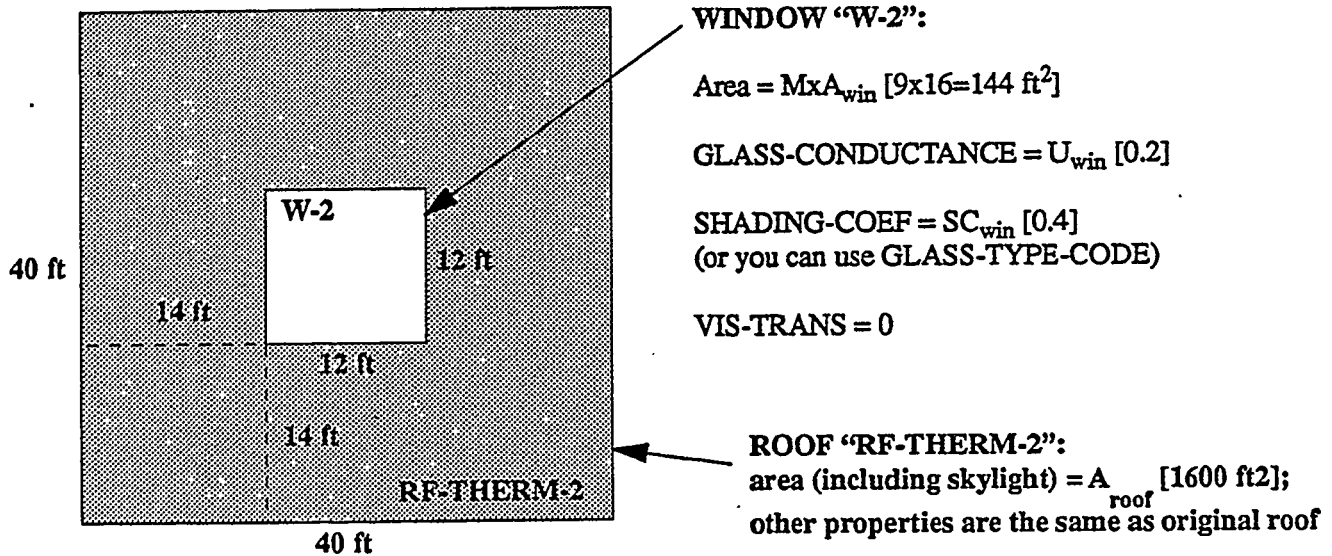 WINDOW “W-2”:
Area = MxA_win [9x16=144 ft²]
GLASS-CONDUCTANCE = U_win [0.2]
SHADING-COEF = SC_win [0.4]
(or you can use GLASS-TYPE-CODE)
VIS-TRANS = 0
W-2
12 ft
40 ft
14 ft
12 ft
14 ft
RF-THERM-2
40 ft
ROOF “RF-THERM-2”:
area (including skylight) = A_roof [1600 ft2];
other properties are the same as original roof